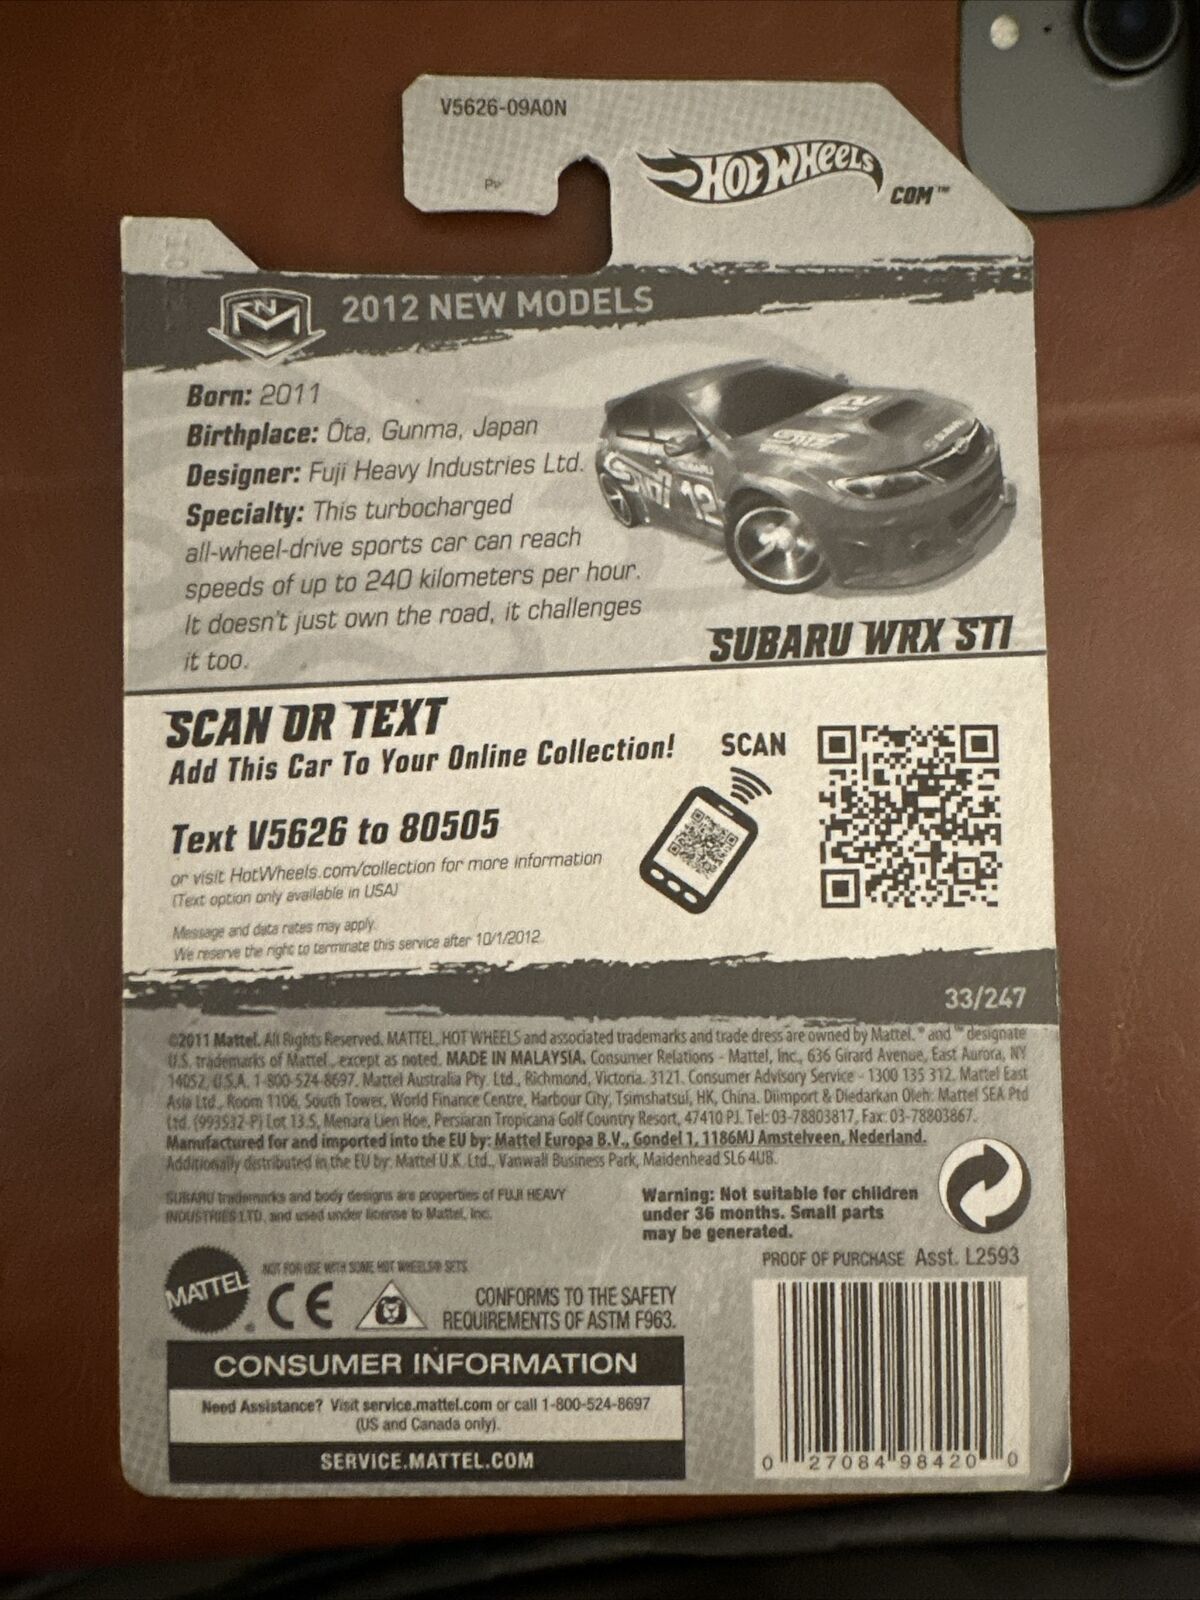 V5626-09A0N
HOT WHEELS
COM™
2012 NEW MODELS
Born: 2011
Birthplace: Ōta, Gunma, Japan
Designer: Fuji Heavy Industries Ltd.
Specialty: This turbocharged
all-wheel-drive sports car can reach
speeds of up to 240 kilometers per hour.
It doesn't just own the road, it challenges
it too.
SUBARU WRX STI
SCAN OR TEXT
Add This Car To Your Online Collection!
SCAN
Text V5626 to 80505
or visit HotWheels.com/collection for more information
(Text option only available in USA)
Message and data rates may apply.
We reserve the right to terminate this service after 10/1/2012.
33/247
©2011 Mattel. All Rights Reserved. MATTEL, HOT WHEELS and associated trademarks and trade dress are owned by Mattel. ® and ™ designate
U.S. trademarks of Mattel, except as noted. MADE IN MALAYSIA. Consumer Relations - Mattel, Inc., 636 Girard Avenue, East Aurora, NY
14052, U.S.A. 1-800-524-8697. Mattel Australia Pty. Ltd., Richmond, Victoria. 3121. Consumer Advisory Service - 1300 135 312. Mattel East
Asia Ltd., Room 1106, South Tower, World Finance Centre, Harbour City, Tsimshatsui, HK, China. Diimport & Diedarkan Oleh: Mattel SEA Ptd
Ltd. (993532-P) Lot 13.5, Menara Lien Hoe, Persiaran Tropicana Golf Country Resort, 47410 PJ. Tel: 03-78803817, Fax: 03-78803867.
Manufactured for and imported into the EU by: Mattel Europa B.V., Gondel 1, 1186MJ Amstelveen, Nederland.
Additionally distributed in the EU by: Mattel U.K. Ltd., Vanwall Business Park, Maidenhead SL6 4UB.
SUBARU trademarks and body designs are properties of FUJI HEAVY
INDUSTRIES LTD. and used under license to Mattel, Inc.
Warning: Not suitable for children
under 36 months. Small parts
may be generated.
PROOF OF PURCHASE Asst. L2593
NOT FOR USE WITH SOME HOT WHEELS® SETS.
MATTEL®
CE
CONFORMS TO THE SAFETY
REQUIREMENTS OF ASTM F963.
CONSUMER INFORMATION
Need Assistance? Visit service.mattel.com or call 1-800-524-8697
(US and Canada only).
SERVICE.MATTEL.COM
0 27084 98420 0